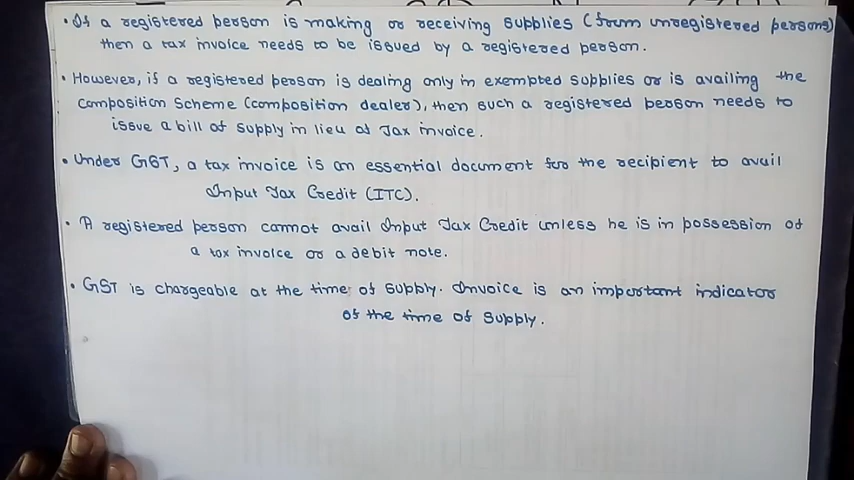 • If a registered person is making or receiving supplies (from unregistered persons)
then a tax invoice needs to be issued by a registered person.
• However, if a registered person is dealing only in exempted supplies or is availing the
composition scheme (composition dealer), then such a registered person needs to
issue a bill of supply in lieu of Tax invoice.
• Under GST, a tax invoice is an essential document for the recipient to avail
Input Tax Credit (ITC).
• A registered person cannot avail Input Tax Credit unless he is in possession of
a tax invoice or a debit note.
• GST is chargeable at the time of supply. Invoice is an important indicator
of the time of supply.